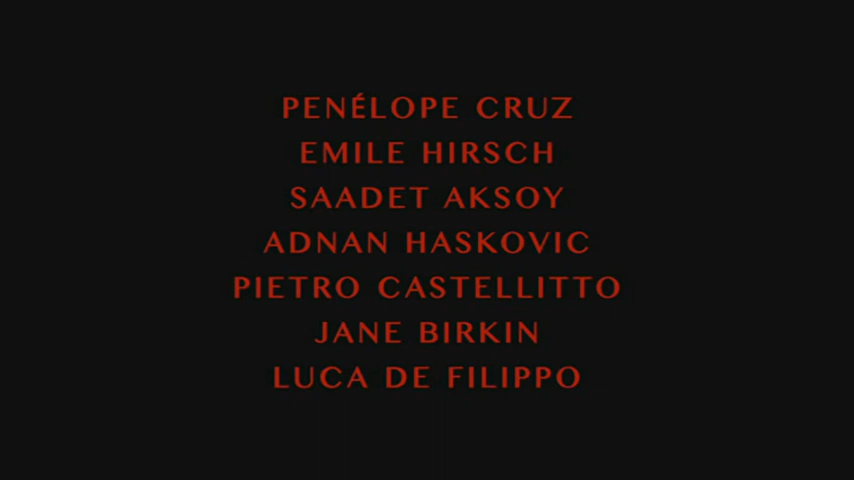 PENÉLOPE CRUZ
EMILE HIRSCH
SAADET AKSOY
ADNAN HASKOVIC
PIETRO CASTELLITTO
JANE BIRKIN
LUCA DE FILIPPO